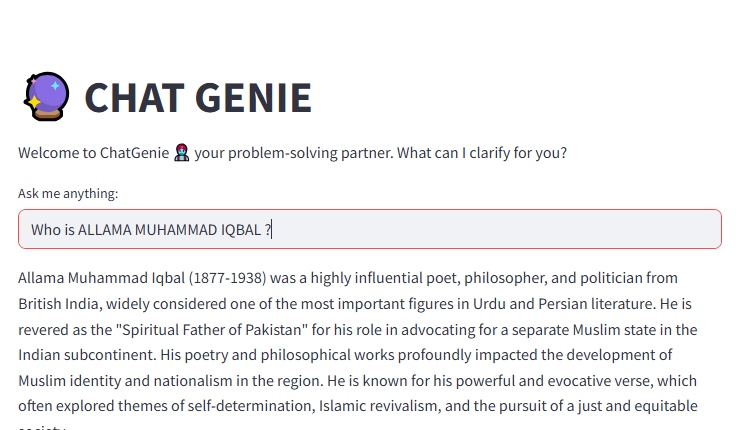 CHAT GENIE
Welcome to ChatGenie your problem-solving partner. What can I clarify for you?
Ask me anything:
Who is ALLAMA MUHAMMAD IQBAL ?
Allama Muhammad Iqbal (1877-1938) was a highly influential poet, philosopher, and politician from
British India, widely considered one of the most important figures in Urdu and Persian literature. He is
revered as the "Spiritual Father of Pakistan" for his role in advocating for a separate Muslim state in the
Indian subcontinent. His poetry and philosophical works profoundly impacted the development of
Muslim identity and nationalism in the region. He is known for his powerful and evocative verse, which
often explored themes of self-determination, Islamic revivalism, and the pursuit of a just and equitable